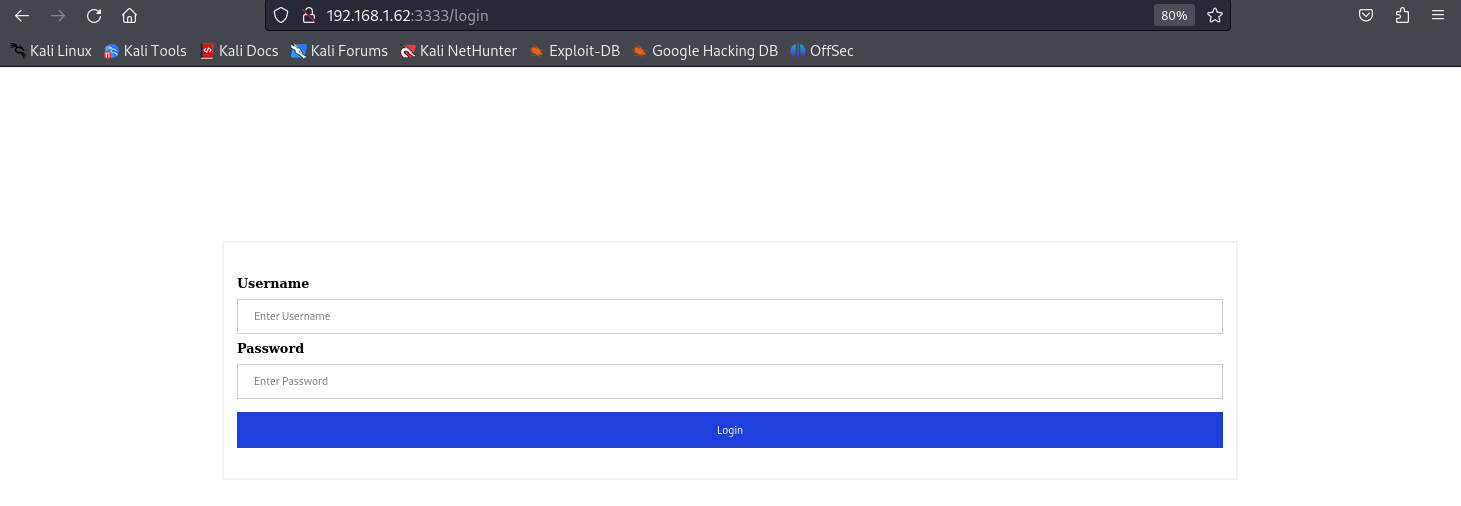 192.168.1.62:3333/login 80%
Kali Linux Kali Tools Kali Docs Kali Forums Kali NetHunter Exploit-DB Google Hacking DB OffSec
Username
Enter Username
Password
Enter Password
Login